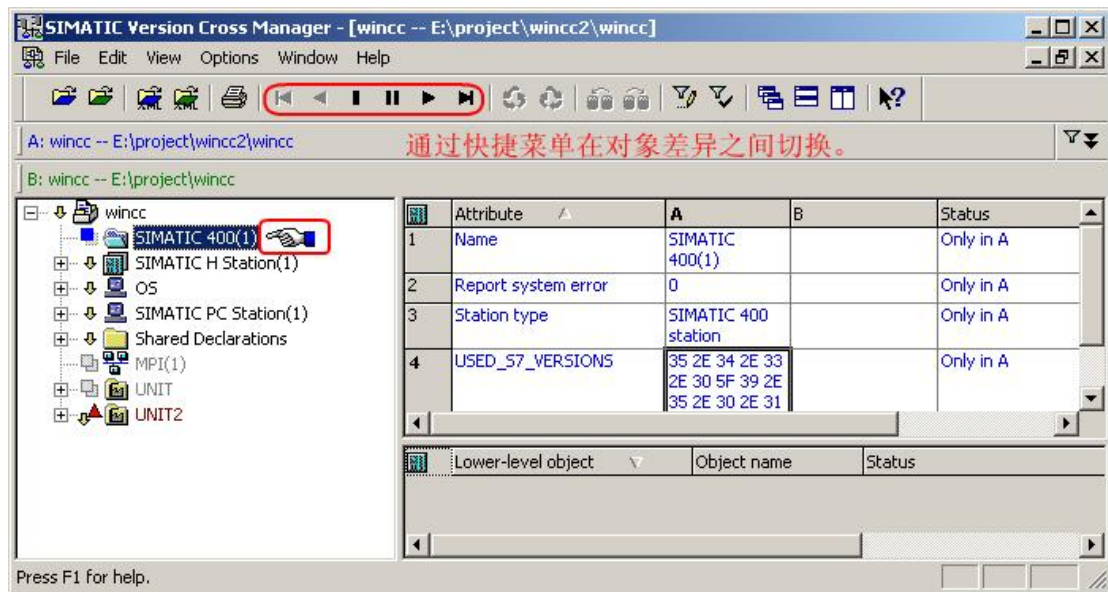 SIMATIC Version Cross Manager - [wincc -- E:\project\wincc2\wincc]
File Edit View Options Window Help
XML XML
A: wincc -- E:\project\wincc2\wincc
通过快捷菜单在对象差异之间切换。
B: wincc -- E:\project\wincc
wincc
SIMATIC 400(1)
SIMATIC H Station(1)
OS
SIMATIC PC Station(1)
Shared Declarations
MPI(1)
UNIT
UNIT2
Attribute A B Status
1 Name SIMATIC Only in A
400(1)
2 Report system error 0 Only in A
3 Station type SIMATIC 400 Only in A
station
4 USED_S7_VERSIONS 35 2E 34 2E 33 Only in A
2E 30 5F 39 2E
35 2E 30 2E 31
Lower-level object Object name Status
Press F1 for help.